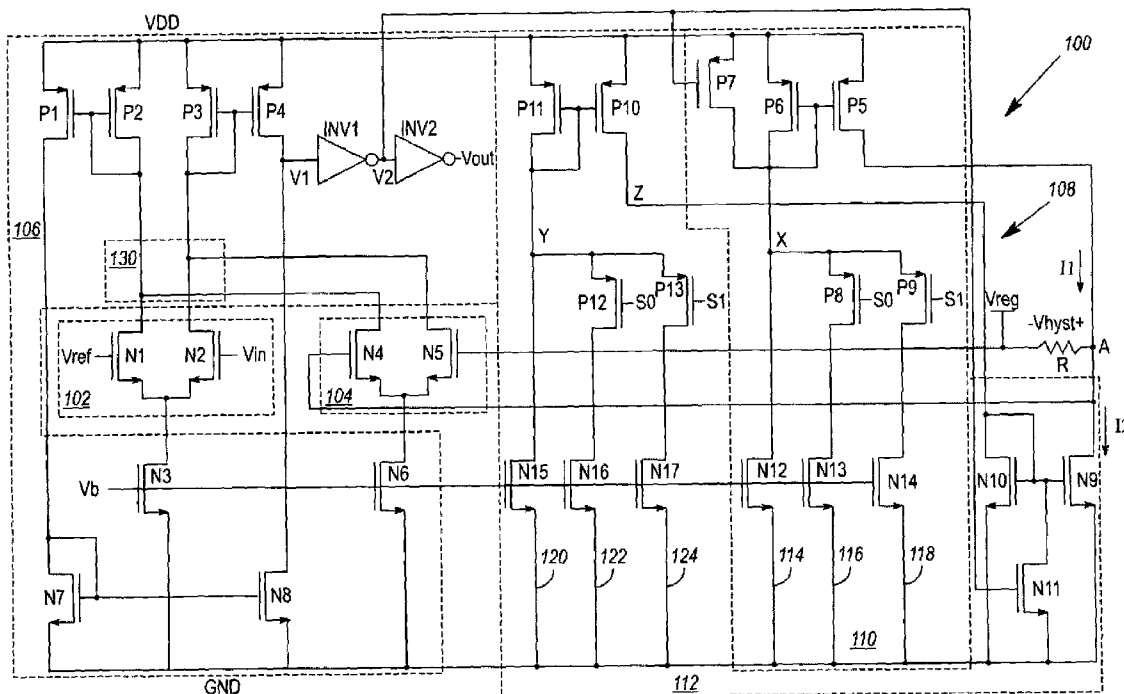 VDD
100
P1
P2
P3
P4
INV1
INV2
Vout
V1
V2
P11
P10
P7
P6
P5
106
Z
108
130
Y
X
I1
P12
S0
P13
S1
P8
S0
P9
S1
Vreg
-Vhyst+
A
R
Vref
N1
N2
Vin
102
N4
N5
104
Vb
N3
N6
N15
N16
N17
N12
N13
N14
N10
N9
N7
N8
120
122
124
114
116
118
N11
110
GND
112